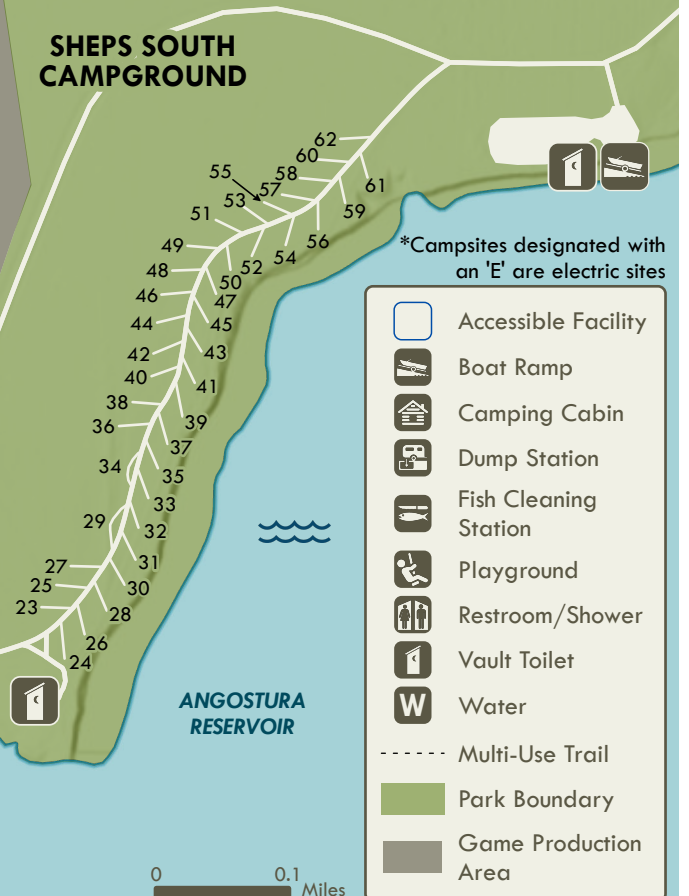 SHEPS SOUTH
CAMPGROUND
62
60
58
57
55
53
51
61
59
56
54
52
50
49
48
47
46
45
44
43
42
41
40
39
38
37
36
35
34
33
32
31
30
29
28
27
26
25
24
23
*Campsites designated with
an 'E' are electric sites
Accessible Facility
Boat Ramp
Camping Cabin
Dump Station
Fish Cleaning
Station
Playground
Restroom/Shower
Vault Toilet
W Water
Multi-Use Trail
Park Boundary
Game Production
Area
ANGOSTURA
RESERVOIR
0 0.1
Miles